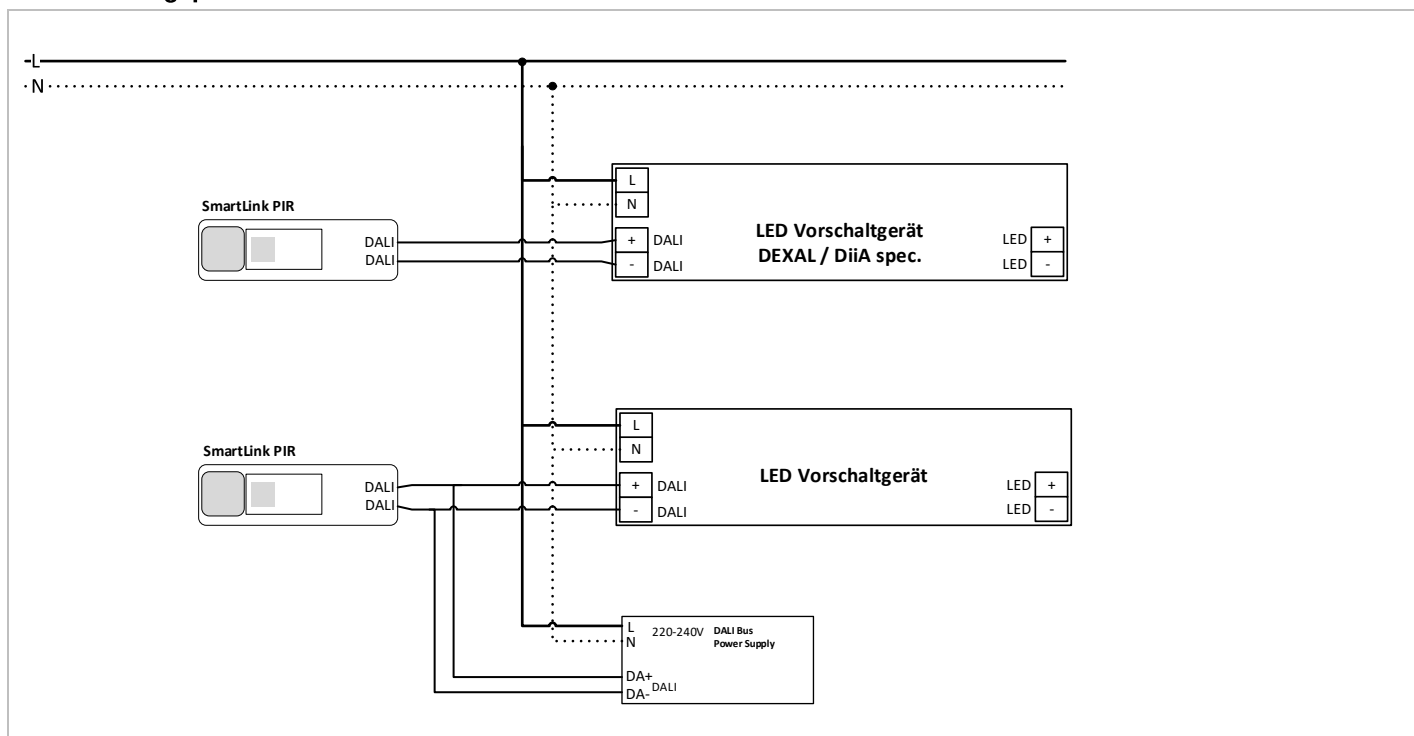 L
N
SmartLink PIR
DALI
DALI
L
N
+ DALI
- DALI
LED Vorschaltgerät
DEXAL / DiiA spec.
LED +
LED -
SmartLink PIR
DALI
DALI
L
N
+ DALI
- DALI
LED Vorschaltgerät
LED +
LED -
L
N
220-240V
DALI Bus
Power Supply
DA+
DA-
DALI